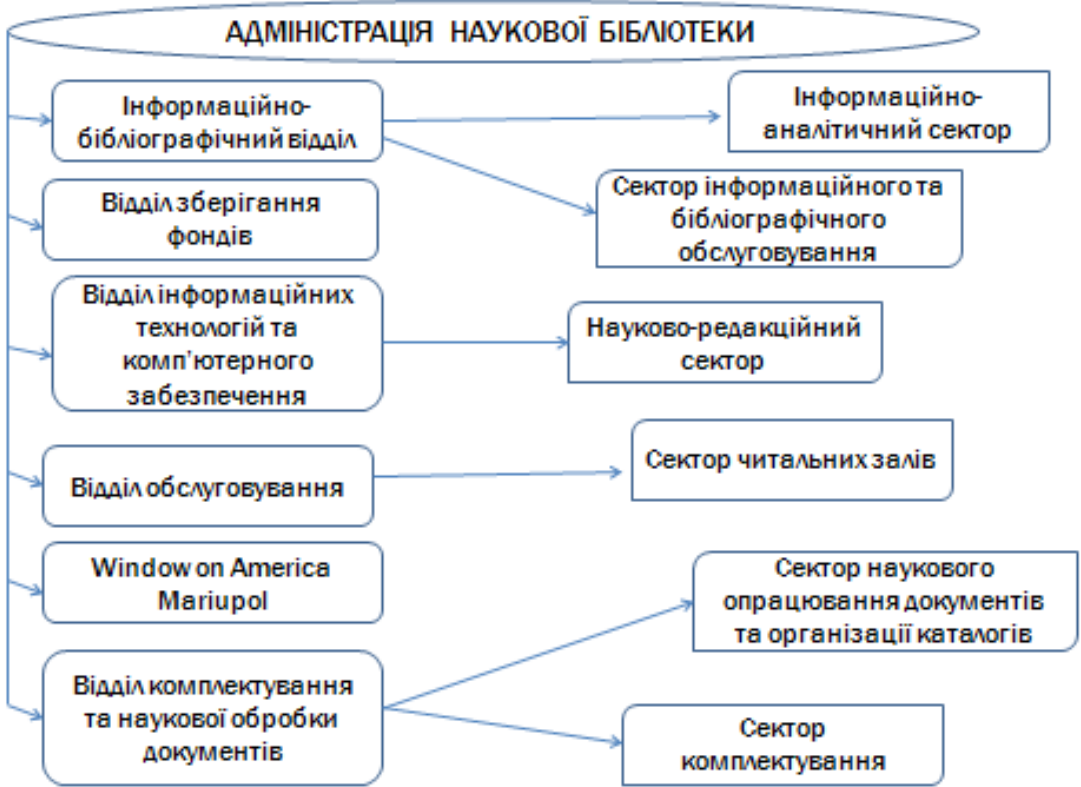 АДМІНІСТРАЦІЯ НАУКОВОЇ БІБЛІОТЕКИ
Інформаційно-
бібліографічний відділ
Інформаційно-
аналітичний сектор
Сектор інформаційного та
бібліографічного
обслуговування
Відділ зберігання
фондів
Відділ інформаційних
технологій та
комп'ютерного
забезпечення
Науково-редакційний
сектор
Відділ обслуговування
Сектор читальних залів
Window on America
Mariupol
Відділ комплектування
та наукової обробки
документів
Сектор наукового
опрацювання документів
та організації каталогів
Сектор
комплектування